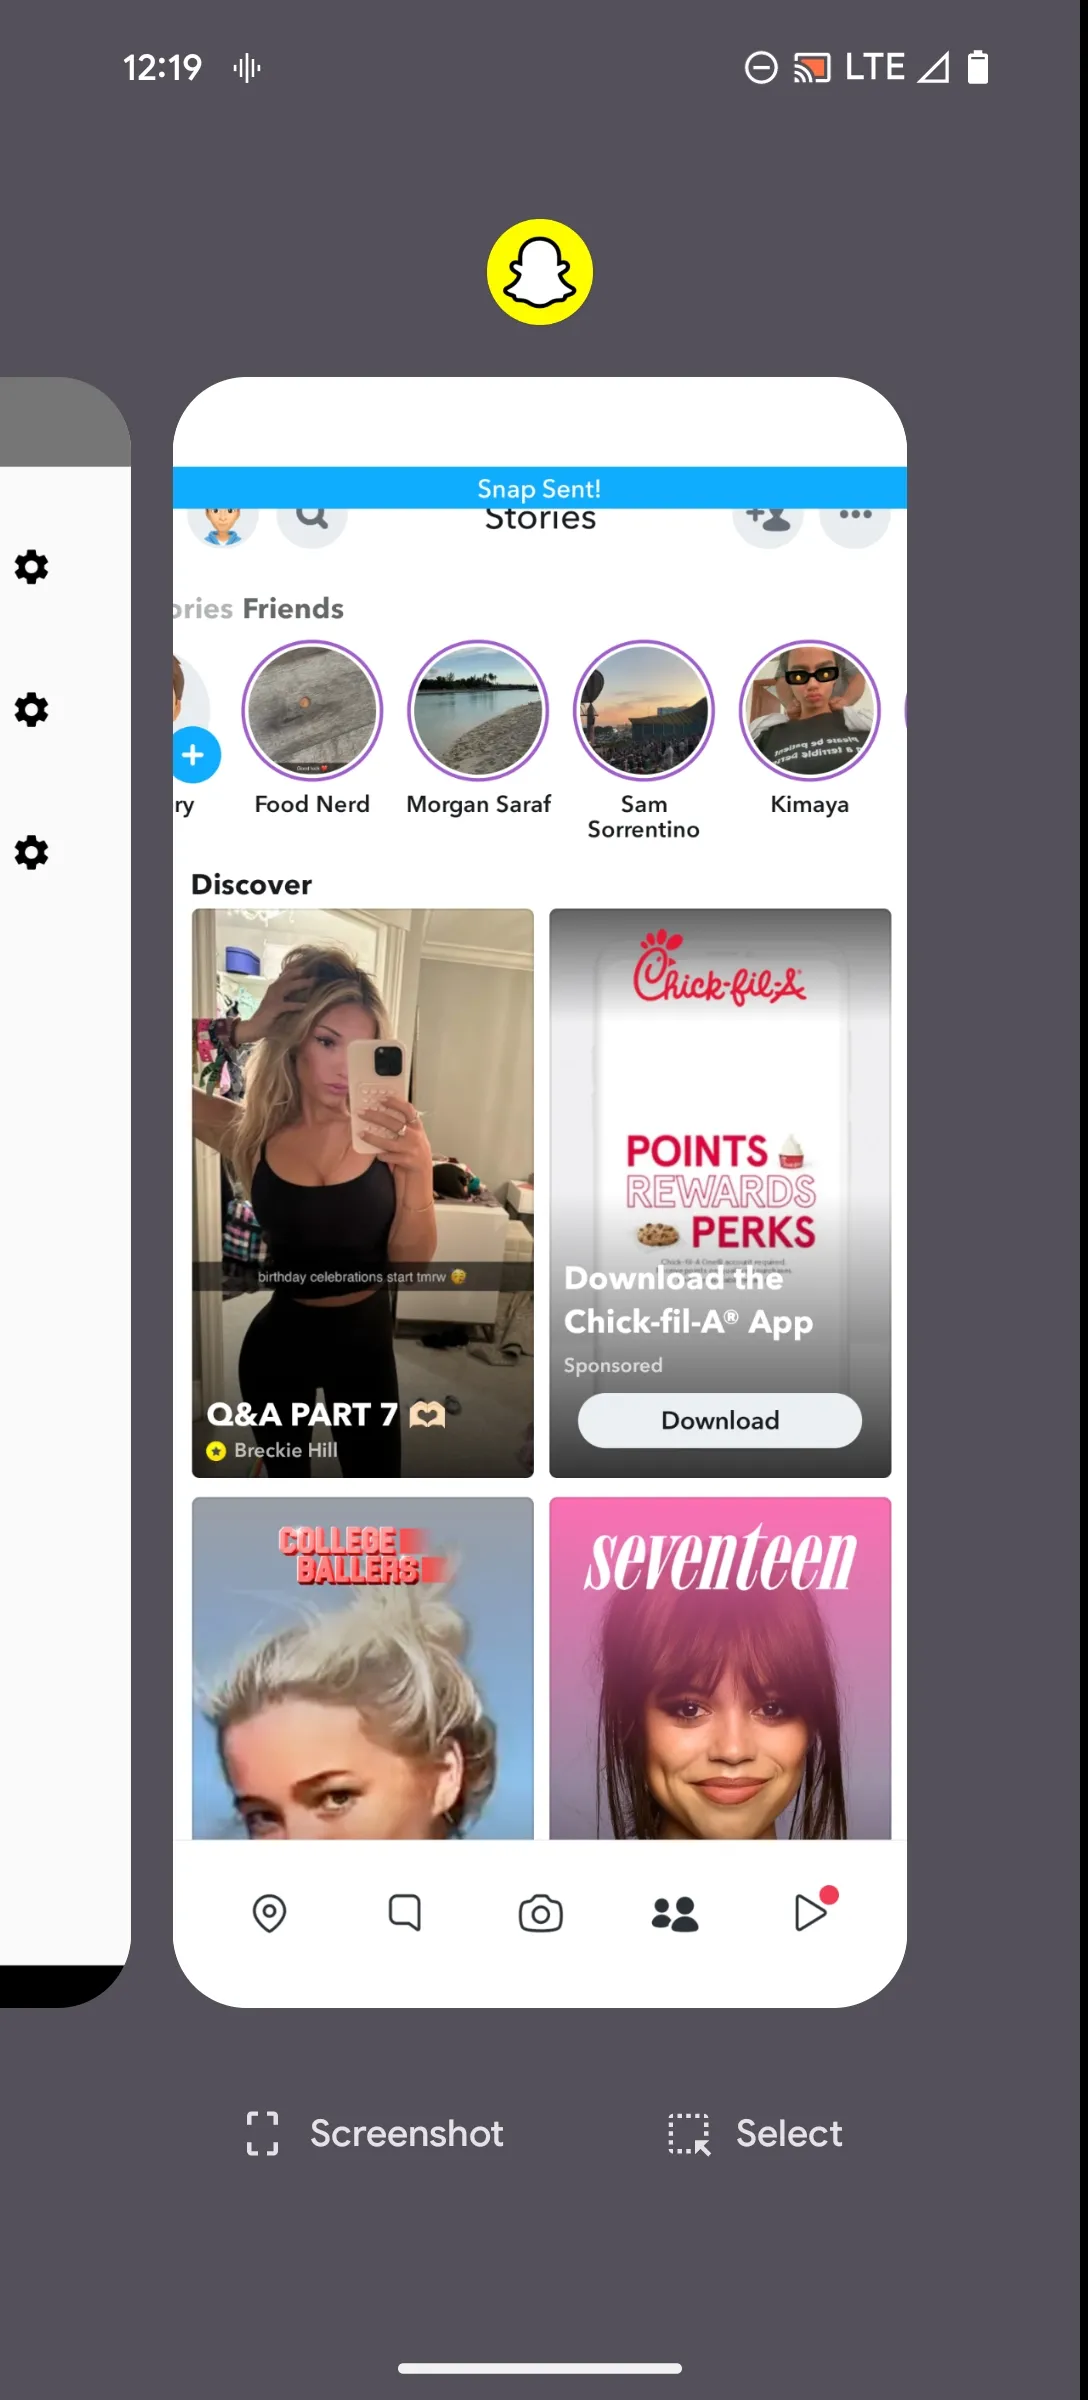 12:19
LTE
Snap Sent!
Stories
ories Friends
ry
Food Nerd
Morgan Saraf
Sam
Sorrentino
Kimaya
Discover
birthday celebrations start tmrw 🥳
Q&A PART 7 🫶🏻
Breckie Hill
Chick-fil-A
POINTS
REWARDS
PERKS
Download the
Chick-fil-A® App
Sponsored
Download
COLLEGE
BALLERS
seventeen
Screenshot
Select